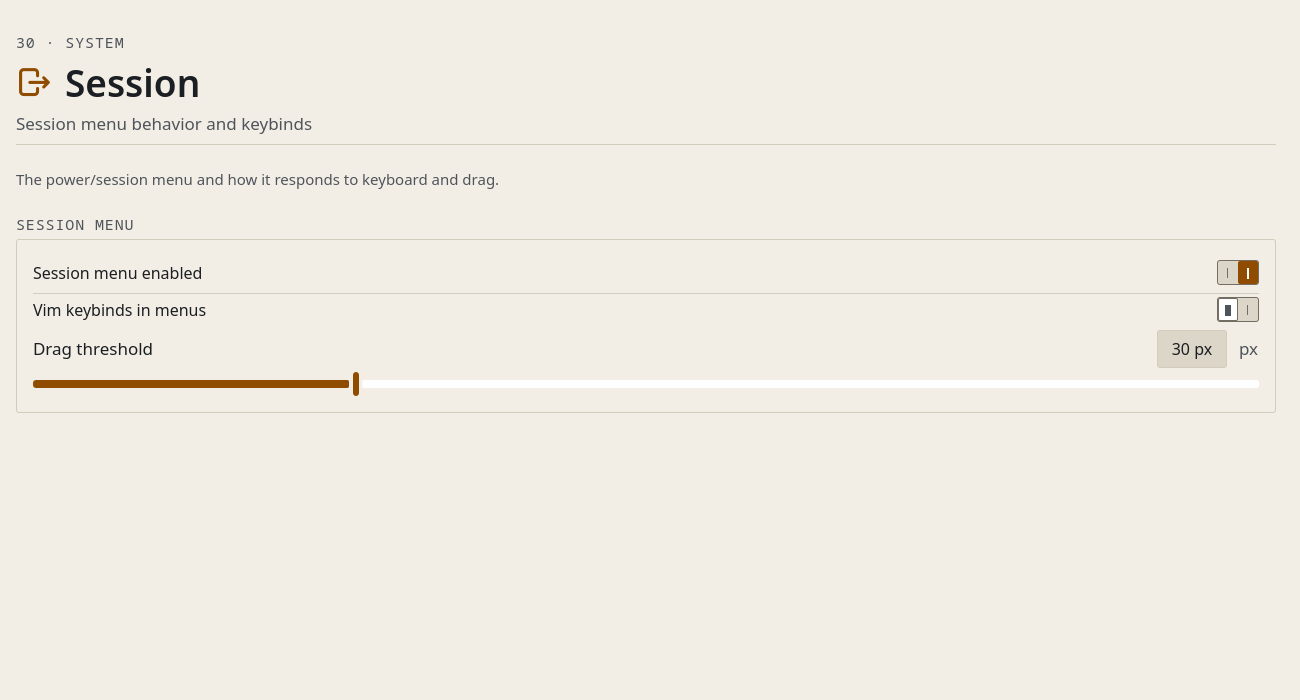 30 · SYSTEM
Session
Session menu behavior and keybinds
The power/session menu and how it responds to keyboard and drag.
SESSION MENU
Session menu enabled
Vim keybinds in menus
Drag threshold 30 px px